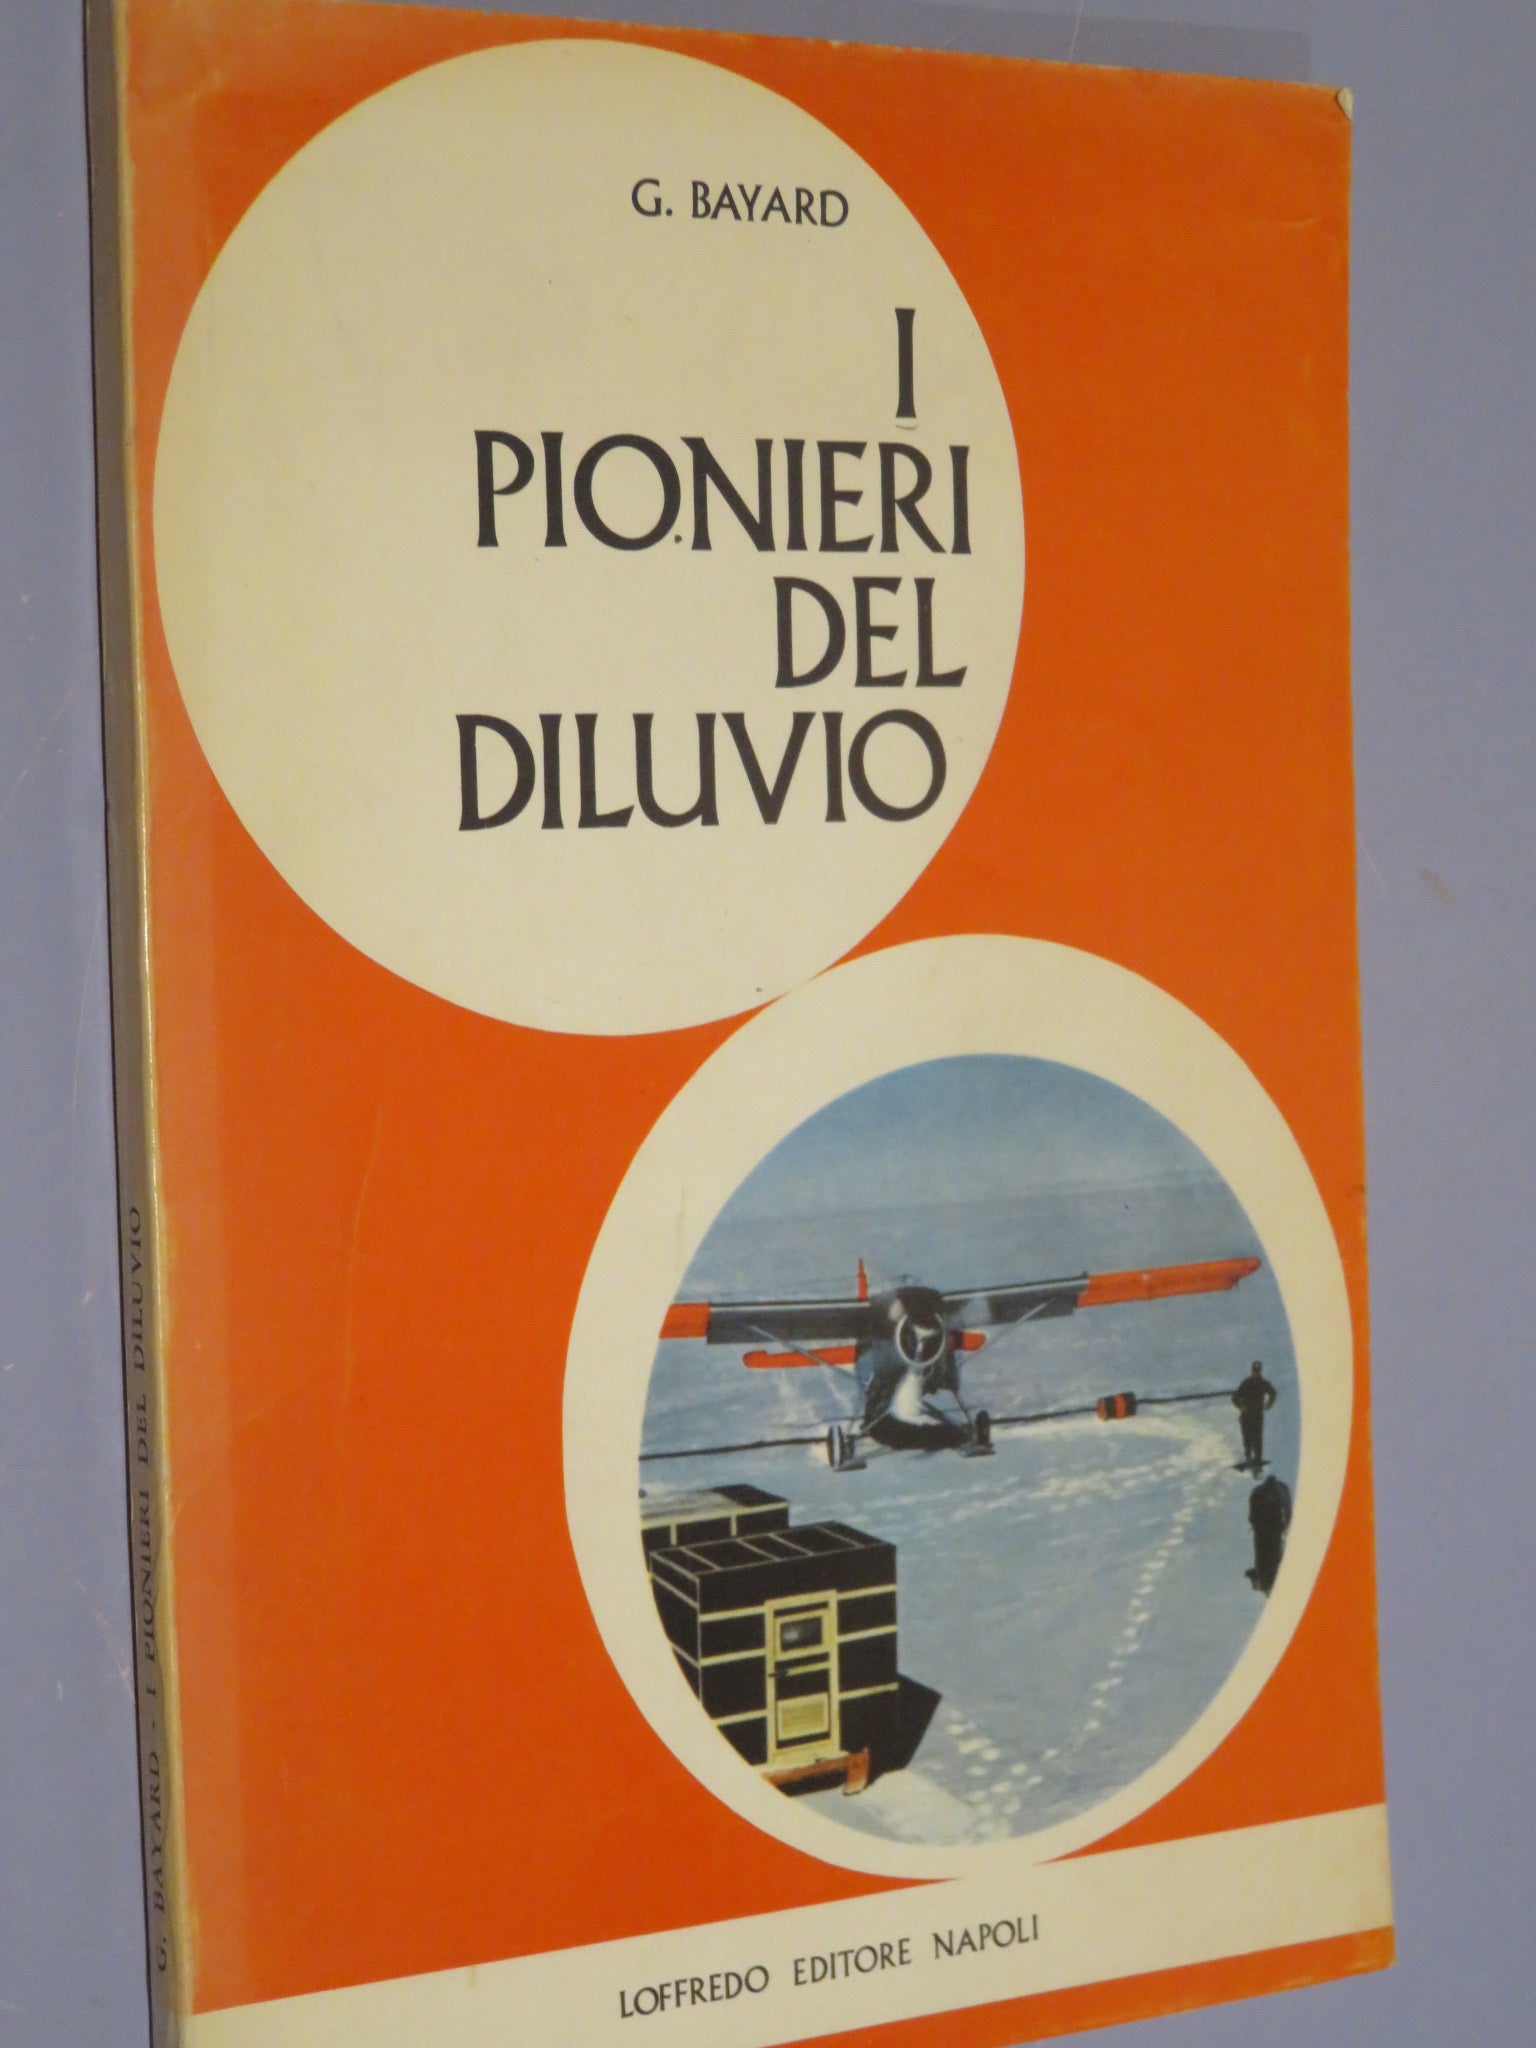 G. BAYARD
I
PIONIERI
DEL
DILUVIO
LOFFREDO EDITORE NAPOLI
G. BAYARD - I PIONIERI DEL DILUVIO